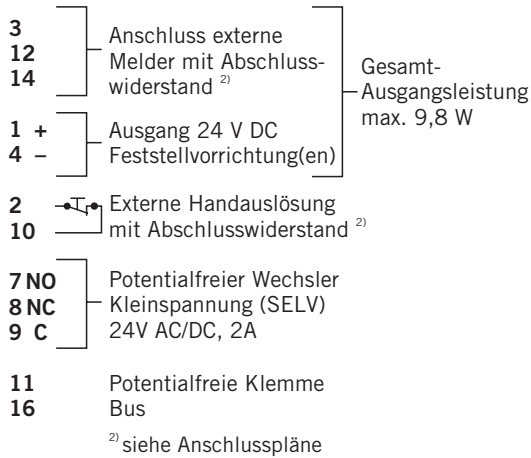 3
12
14
Anschluss externe
Melder mit Abschluss-
widerstand ²⁾
1 +
4 –
Ausgang 24 V DC
Feststellvorrichtung(en)
Gesamt-
Ausgangsleistung
max. 9,8 W
2
10
Externe Handauslösung
mit Abschlusswiderstand ²⁾
7 NO
8 NC
9 C
Potentialfreier Wechsler
Kleinspannung (SELV)
24V AC/DC, 2A
11 Potentialfreie Klemme
16 Bus
²⁾ siehe Anschlusspläne